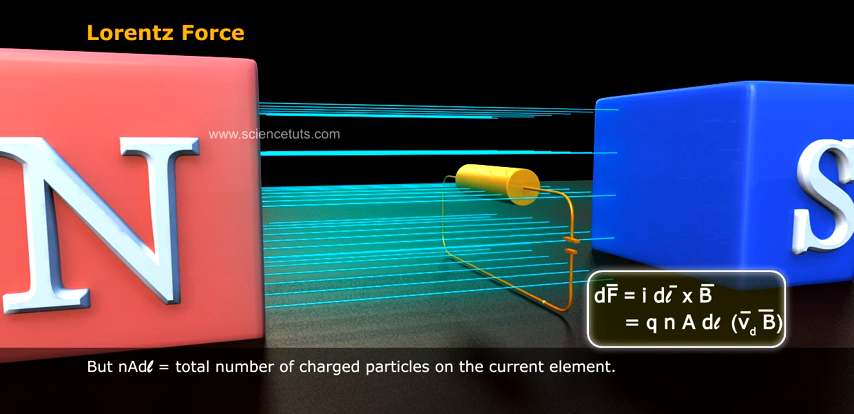 Lorentz Force
www.sciencetuts.com
N
S
dF̅ = i dℓ̅ x B̅
= q n A dℓ (v̅d B̅)
But nAdℓ = total number of charged particles on the current element.